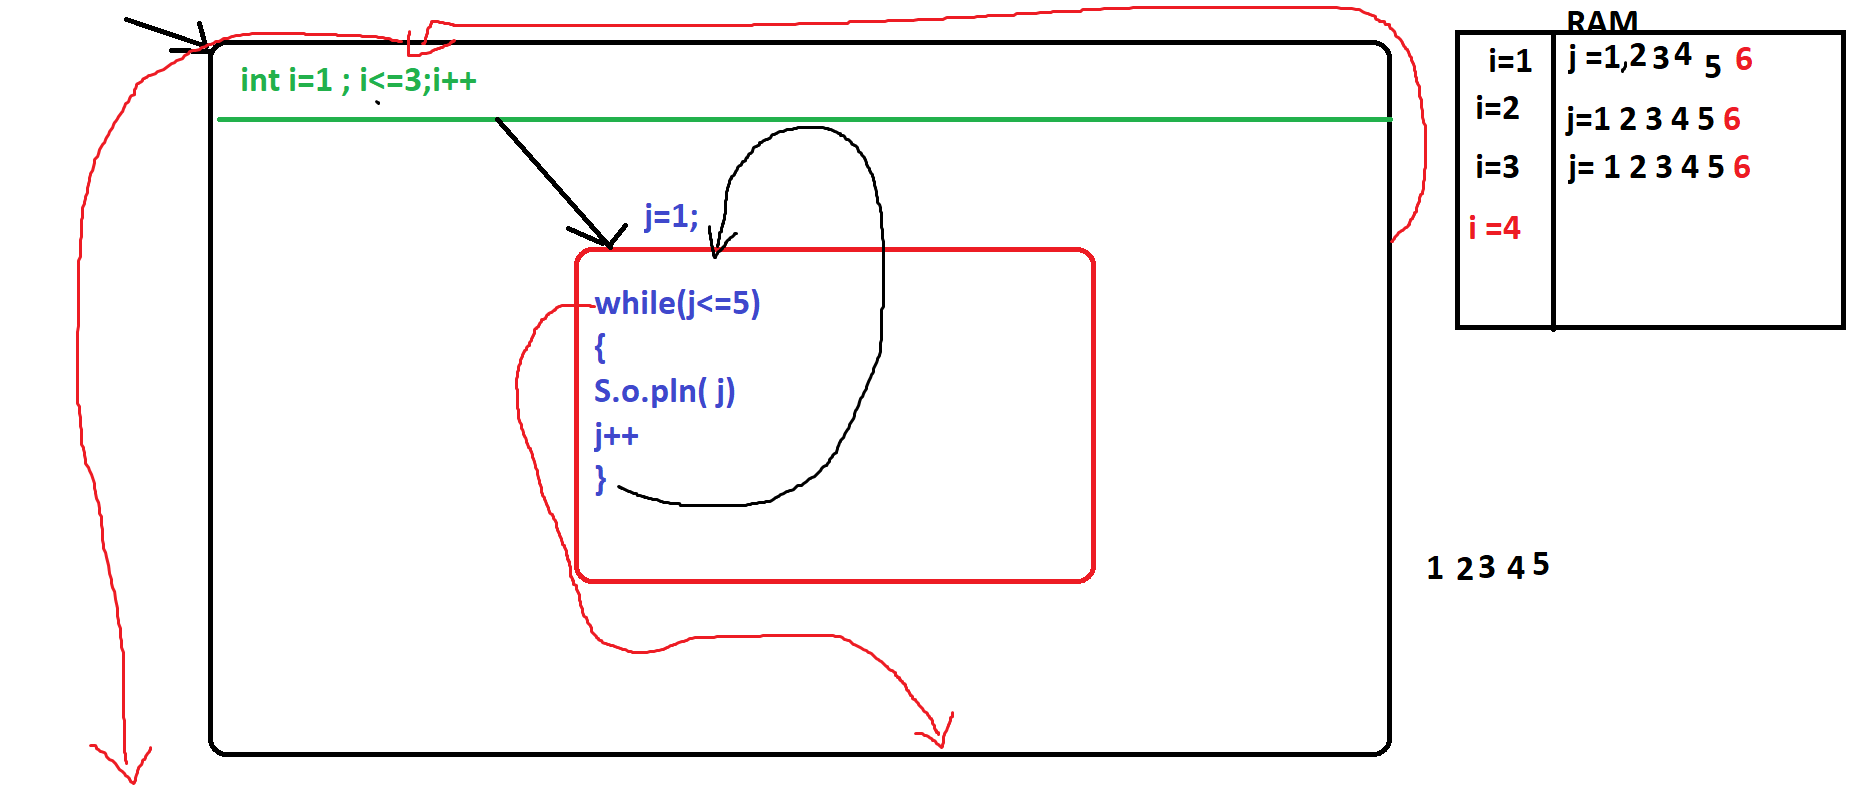 int i=1 ; i<=3;i++
j=1;
while(j<=5)
{
S.o.pln( j)
j++
}
RAM
i=1 j =1,2 3 4 5 6
i=2 j=1 2 3 4 5 6
i=3 j= 1 2 3 4 5 6
i =4
1 2 3 4 5